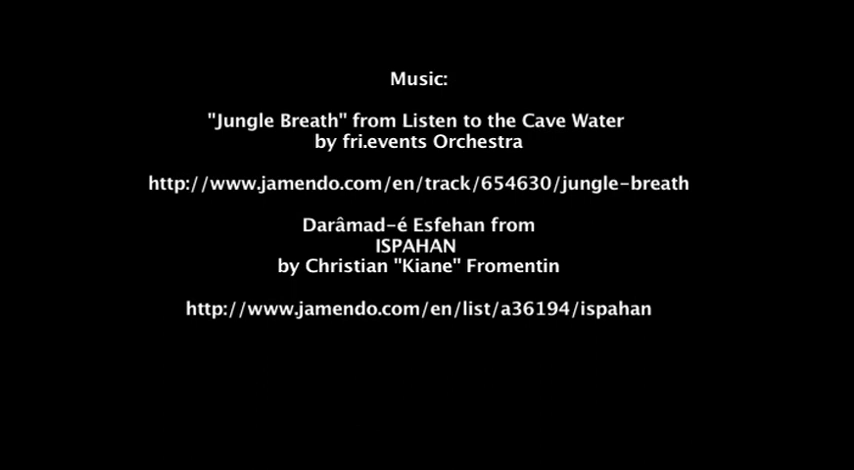 Music:
"Jungle Breath" from Listen to the Cave Water
by fri.events Orchestra
http://www.jamendo.com/en/track/654630/jungle-breath
Darâmad-é Esfehan from
ISPAHAN
by Christian "Kiane" Fromentin
http://www.jamendo.com/en/list/a36194/ispahan